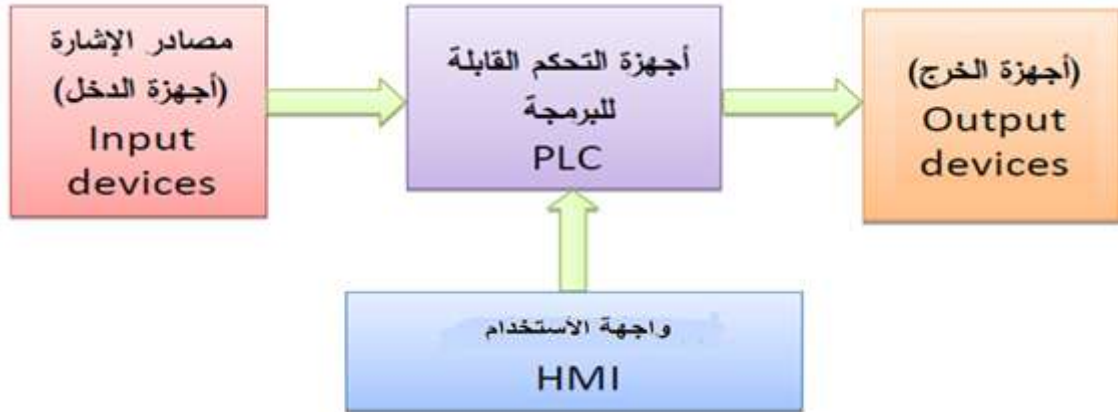 مصادر الإشارة
(أجهزة الدخل)
Input
devices
أجهزة التحكم القابلة
للبرمجة
PLC
(أجهزة الخرج)
Output
devices
واجهة الأستخدام
HMI